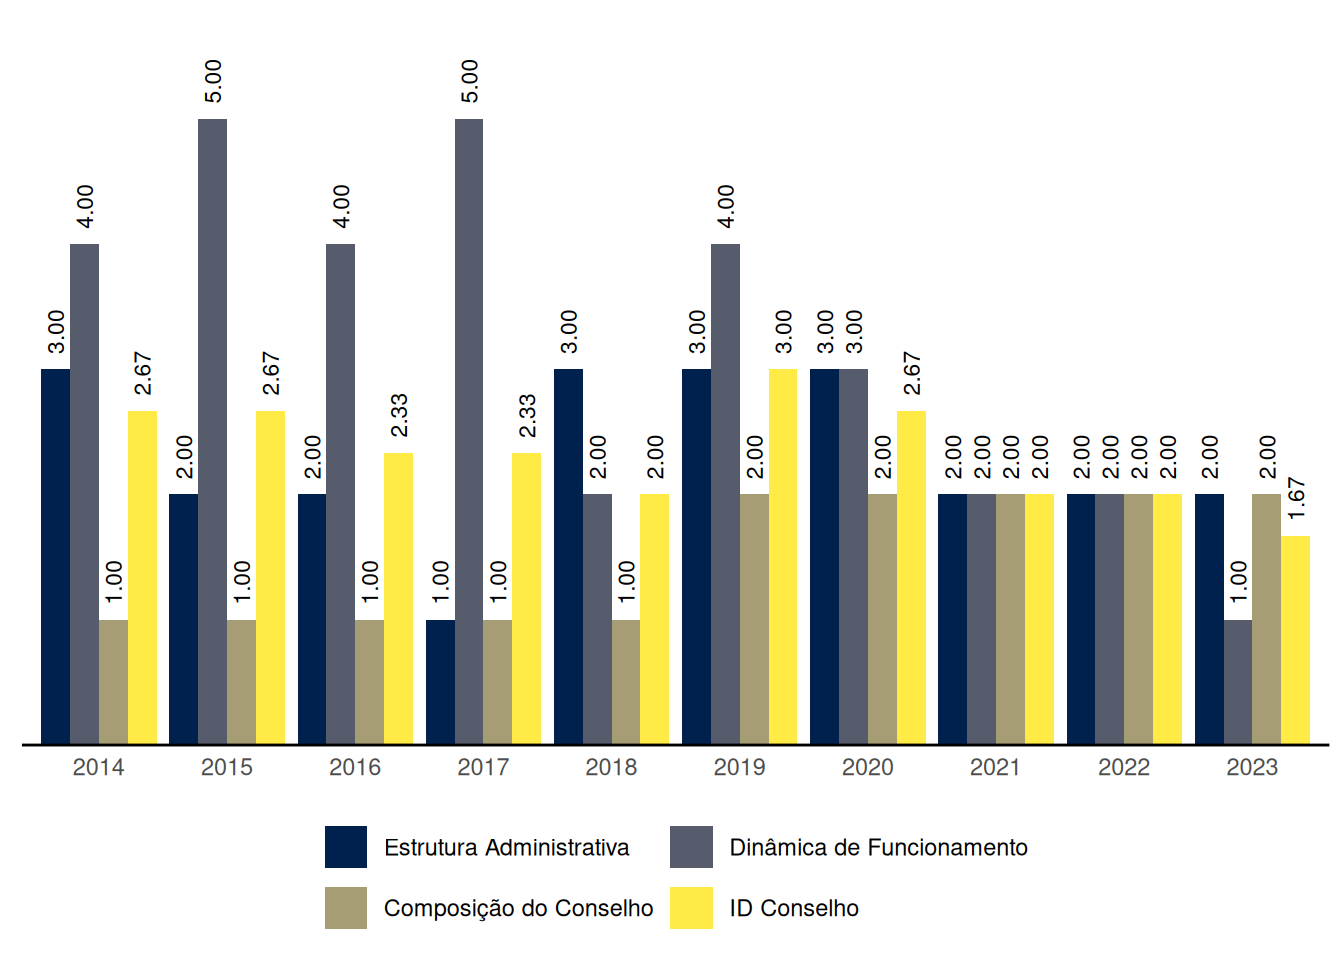 5.00 5.00
4.00 4.00 4.00
3.00 3.00 3.00 3.00 3.00 3.00
2.67 2.67 2.67
2.33 2.33
2.00 2.00 2.00 2.00 2.00 2.00 2.00 2.00 2.00 2.00 2.00 2.00 2.00 2.00 2.00 2.00
1.67
1.00 1.00 1.00 1.00 1.00 1.00 1.00
2014 2015 2016 2017 2018 2019 2020 2021 2022 2023
Estrutura Administrativa Dinâmica de Funcionamento
Composição do Conselho ID Conselho